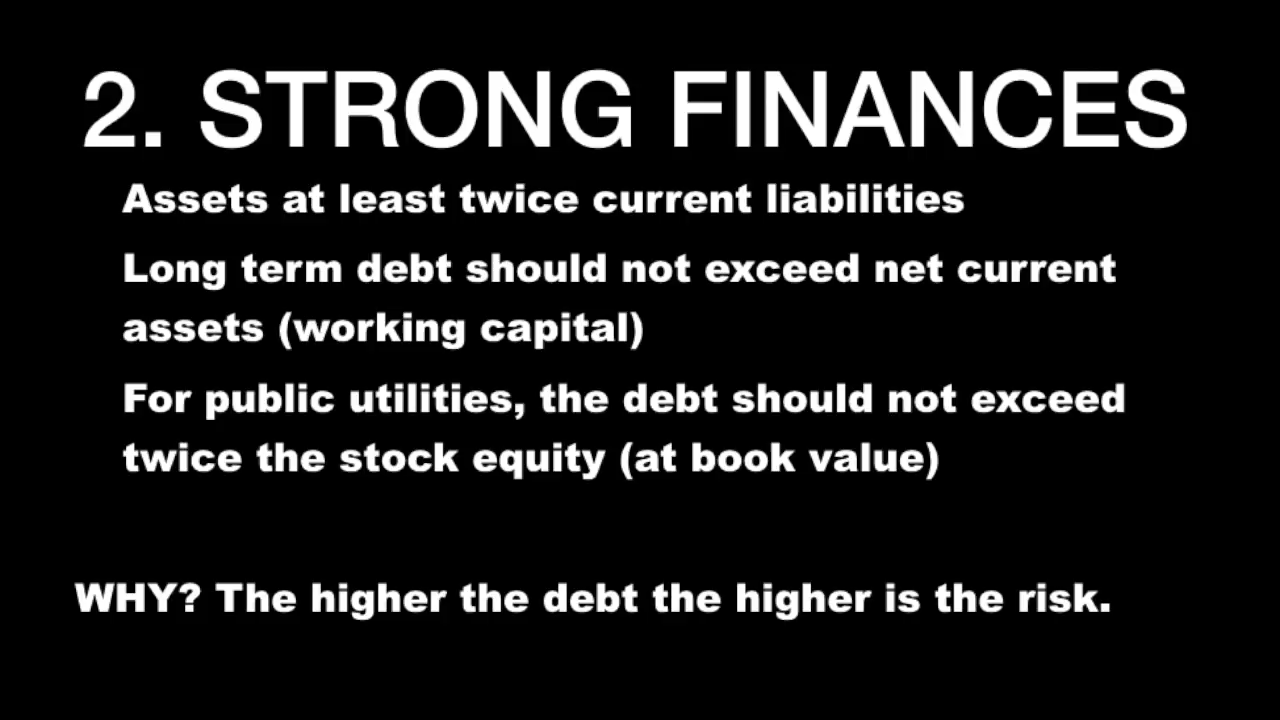 2. STRONG FINANCES
Assets at least twice current liabilities
Long term debt should not exceed net current
assets (working capital)
For public utilities, the debt should not exceed
twice the stock equity (at book value)
WHY? The higher the debt the higher is the risk.